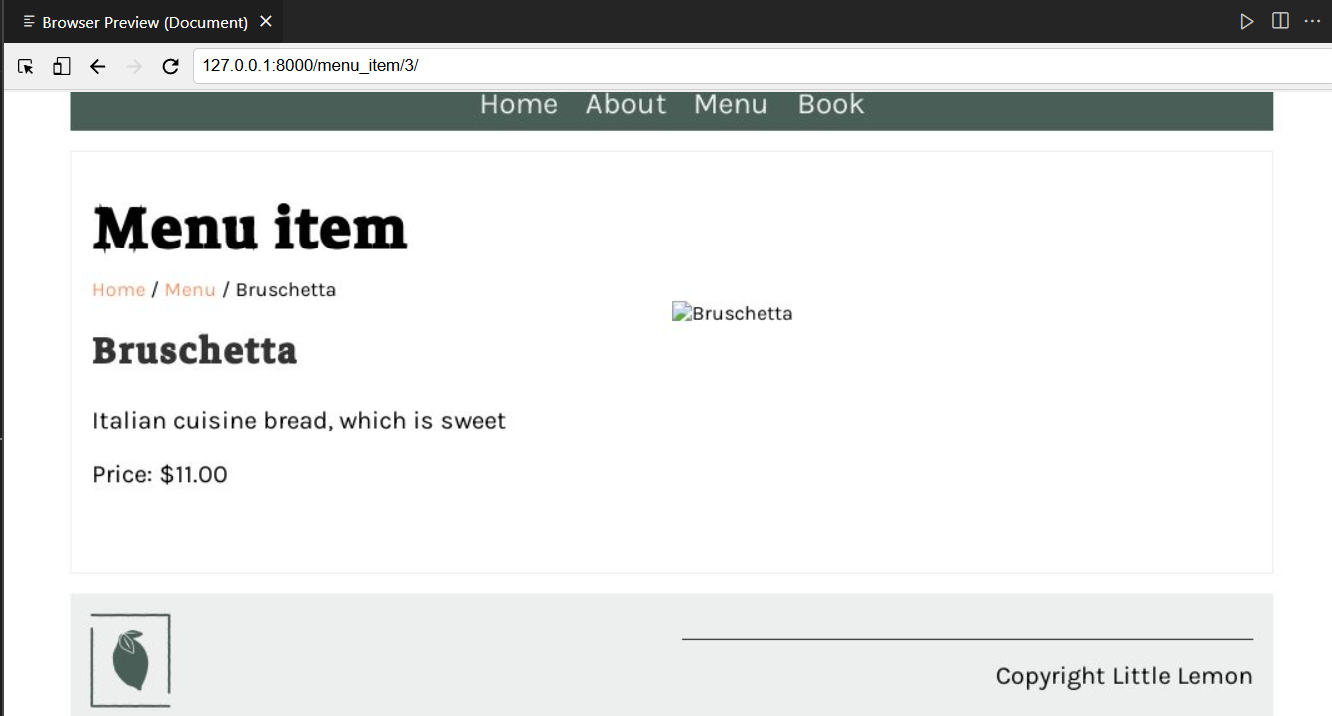 Browser Preview (Document)
127.0.0.1:8000/menu_item/3/
Home About Menu Book
Menu item
Home / Menu / Bruschetta
Bruschetta
Bruschetta
Italian cuisine bread, which is sweet
Price: $11.00
Copyright Little Lemon